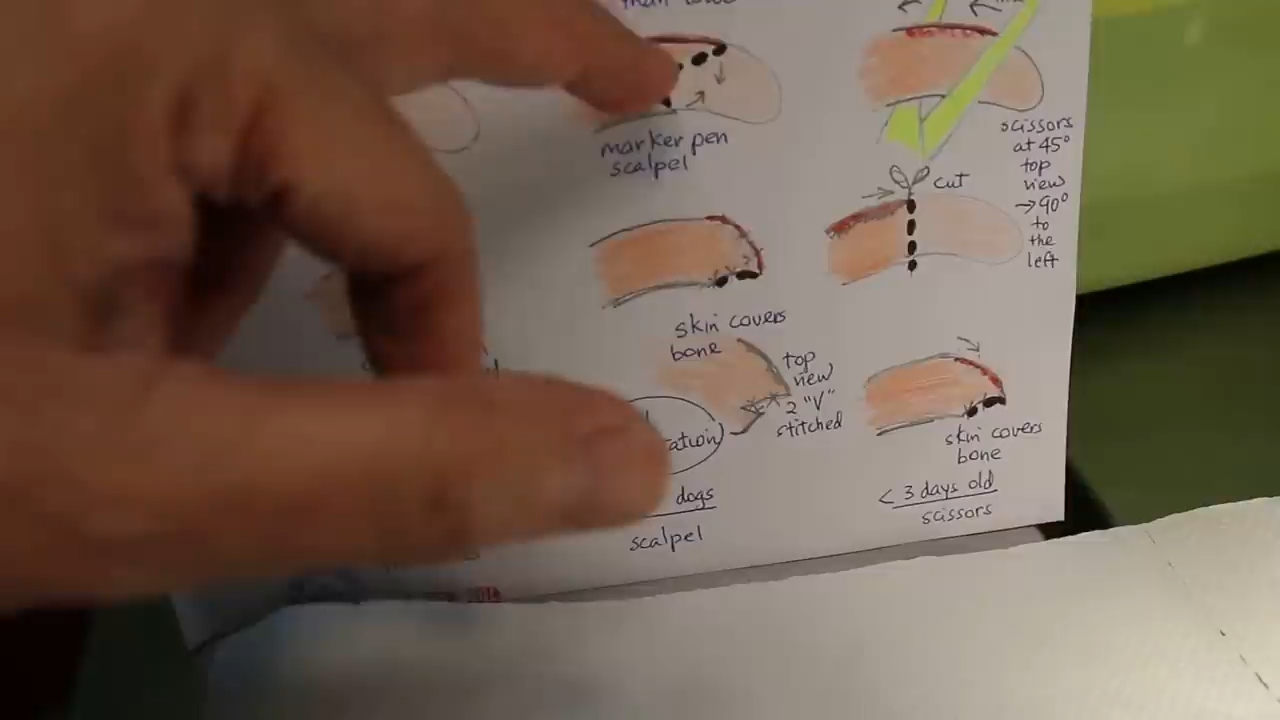 marker pen
scalpel
scissors
at 45°
top
view
→ 90°
to
the
left
cut
skin covers
bone
top
view
2 "V"
stitched
skin covers
bone
dogs
scalpel
< 3 days old
scissors